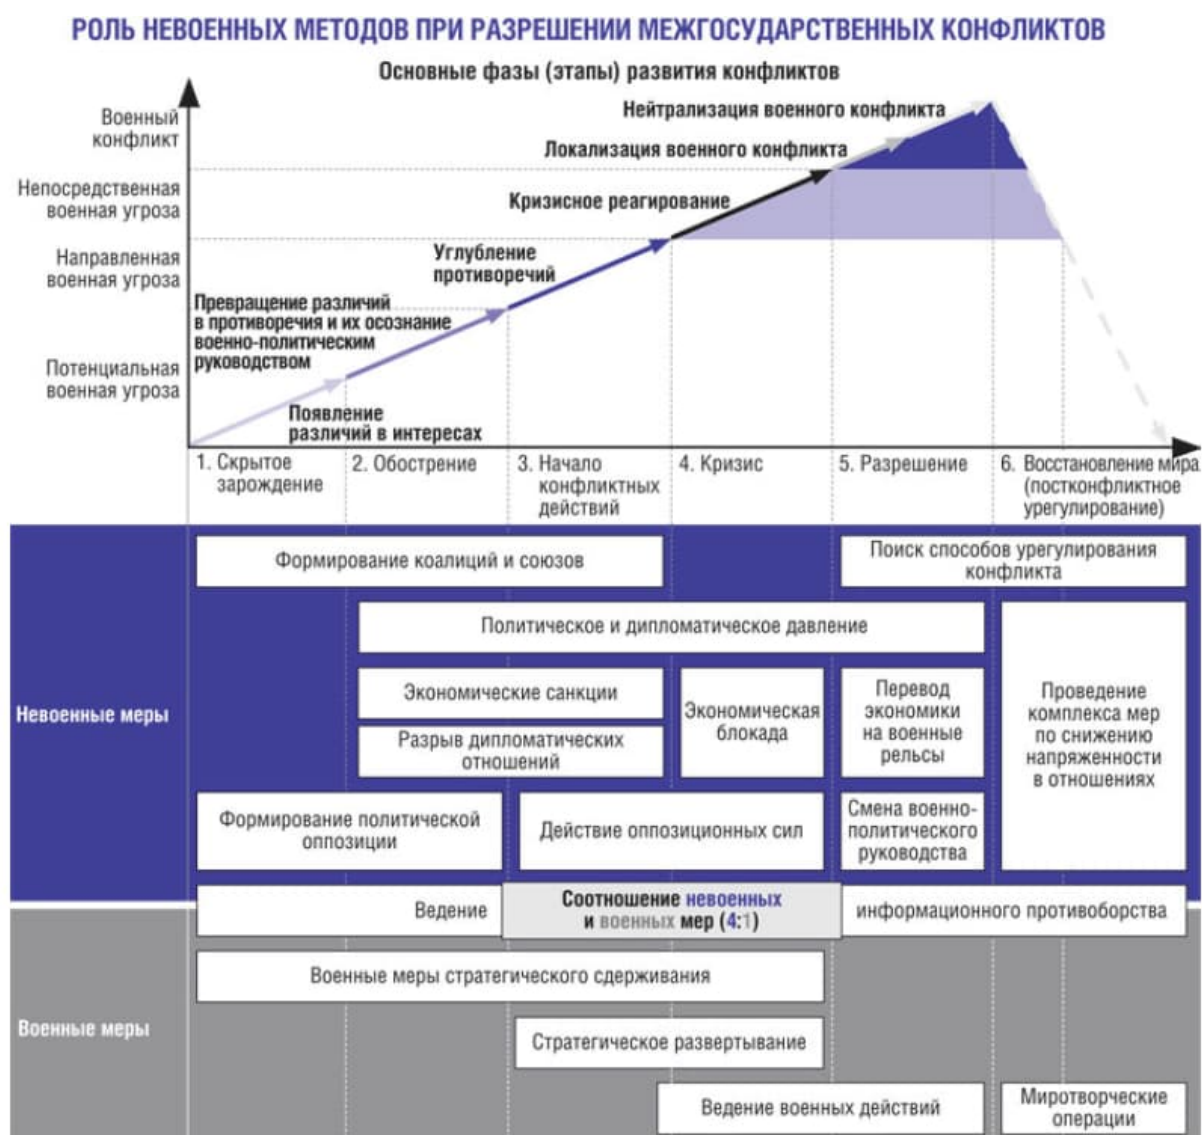 РОЛЬ НЕВОЕННЫХ МЕТОДОВ ПРИ РАЗРЕШЕНИИ МЕЖГОСУДАРСТВЕННЫХ КОНФЛИКТОВ
Основные фазы (этапы) развития конфликтов
Военный
конфликт
Непосредственная
военная угроза
Направленная
военная угроза
Потенциальная
военная угроза
Нейтрализация военного конфликта
Локализация военного конфликта
Кризисное реагирование
Углубление
противоречий
Превращение различий
в противоречия и их осознание
военно-политическим
руководством
Появление
различий в интересах
1. Скрытое
зарождение
2. Обострение
3. Начало
конфликтных
действий
4. Кризис
5. Разрешение
6. Восстановление мира
(постконфликтное
урегулирование)
Невоенные меры
Формирование коалиций и союзов
Поиск способов урегулирования
конфликта
Политическое и дипломатическое давление
Экономические санкции
Разрыв дипломатических
отношений
Экономическая
блокада
Перевод
экономики
на военные
рельсы
Проведение
комплекса мер
по снижению
напряженности
в отношениях
Формирование политической
оппозиции
Действие оппозиционных сил
Смена военно-
политического
руководства
Ведение
Соотношение невоенных
и военных мер (4:1)
информационного противоборства
Военные меры
Военные меры стратегического сдерживания
Стратегическое развертывание
Ведение военных действий
Миротворческие
операции